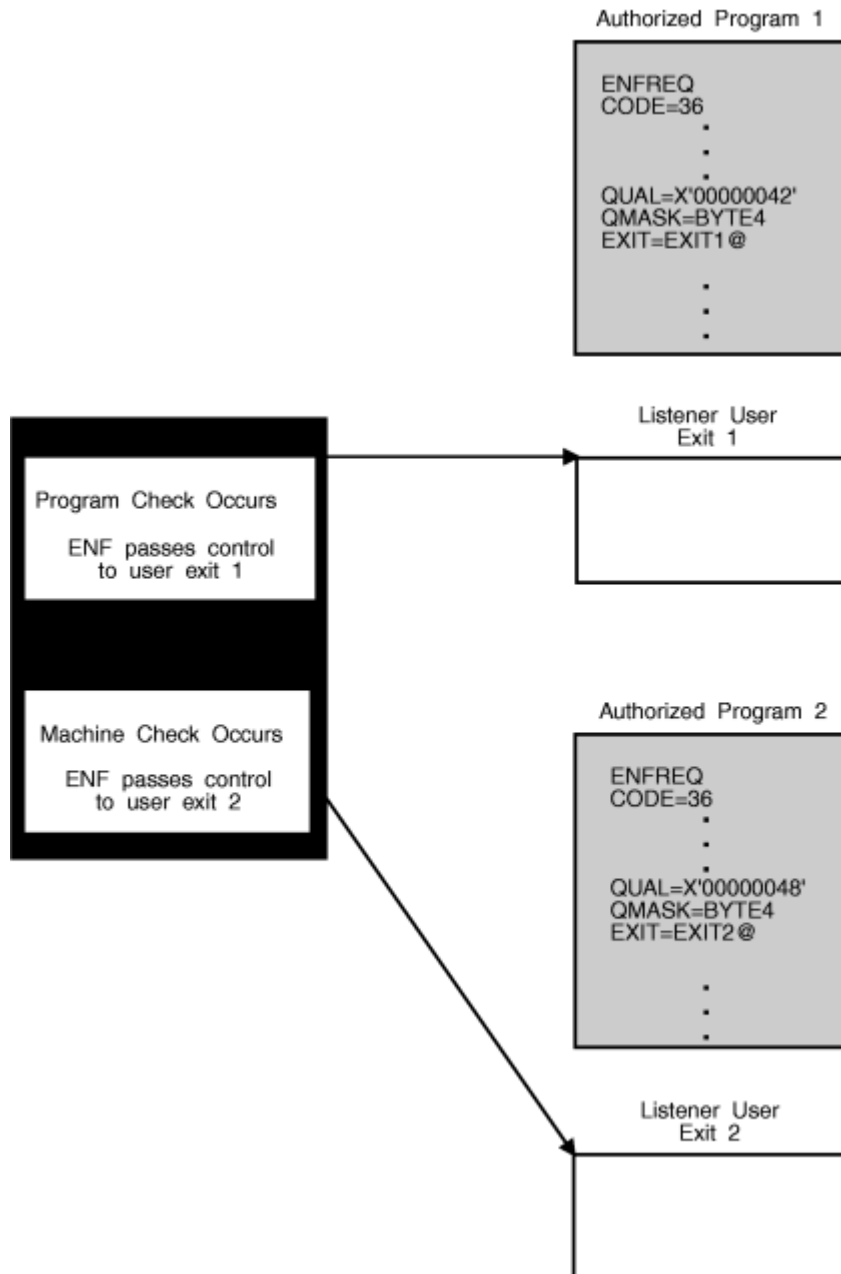 Authorized Program 1
ENFREQ
CODE=36
.
.
.
QUAL=X'00000042'
QMASK=BYTE4
EXIT=EXIT1@
.
.
.
Listener User
Exit 1
Program Check Occurs
ENF passes control
to user exit 1
Machine Check Occurs
ENF passes control
to user exit 2
Authorized Program 2
ENFREQ
CODE=36
.
.
.
QUAL=X'00000048'
QMASK=BYTE4
EXIT=EXIT2@
.
.
.
Listener User
Exit 2